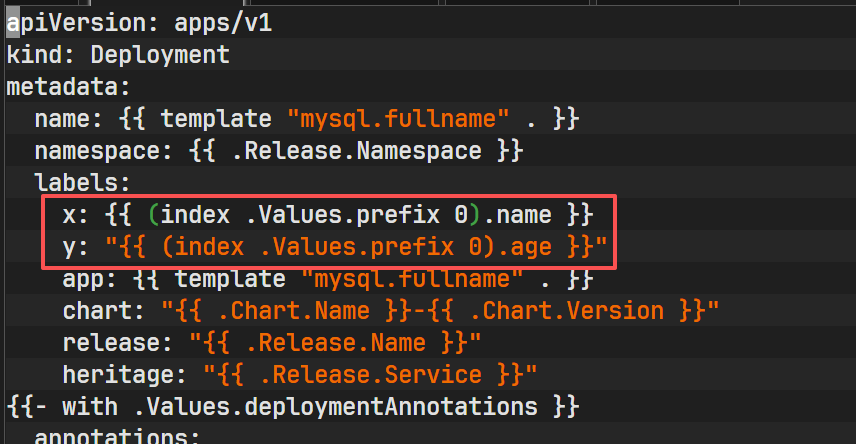 apiVersion: apps/v1
kind: Deployment
metadata:
  name: {{ template "mysql.fullname" . }}
  namespace: {{ .Release.Namespace }}
  labels:
    x: {{ (index .Values.prefix 0).name }}
    y: "{{ (index .Values.prefix 0).age }}"
    app: {{ template "mysql.fullname" . }}
    chart: "{{ .Chart.Name }}-{{ .Chart.Version }}"
    release: "{{ .Release.Name }}"
    heritage: "{{ .Release.Service }}"
{{- with .Values.deploymentAnnotations }}
  annotations: